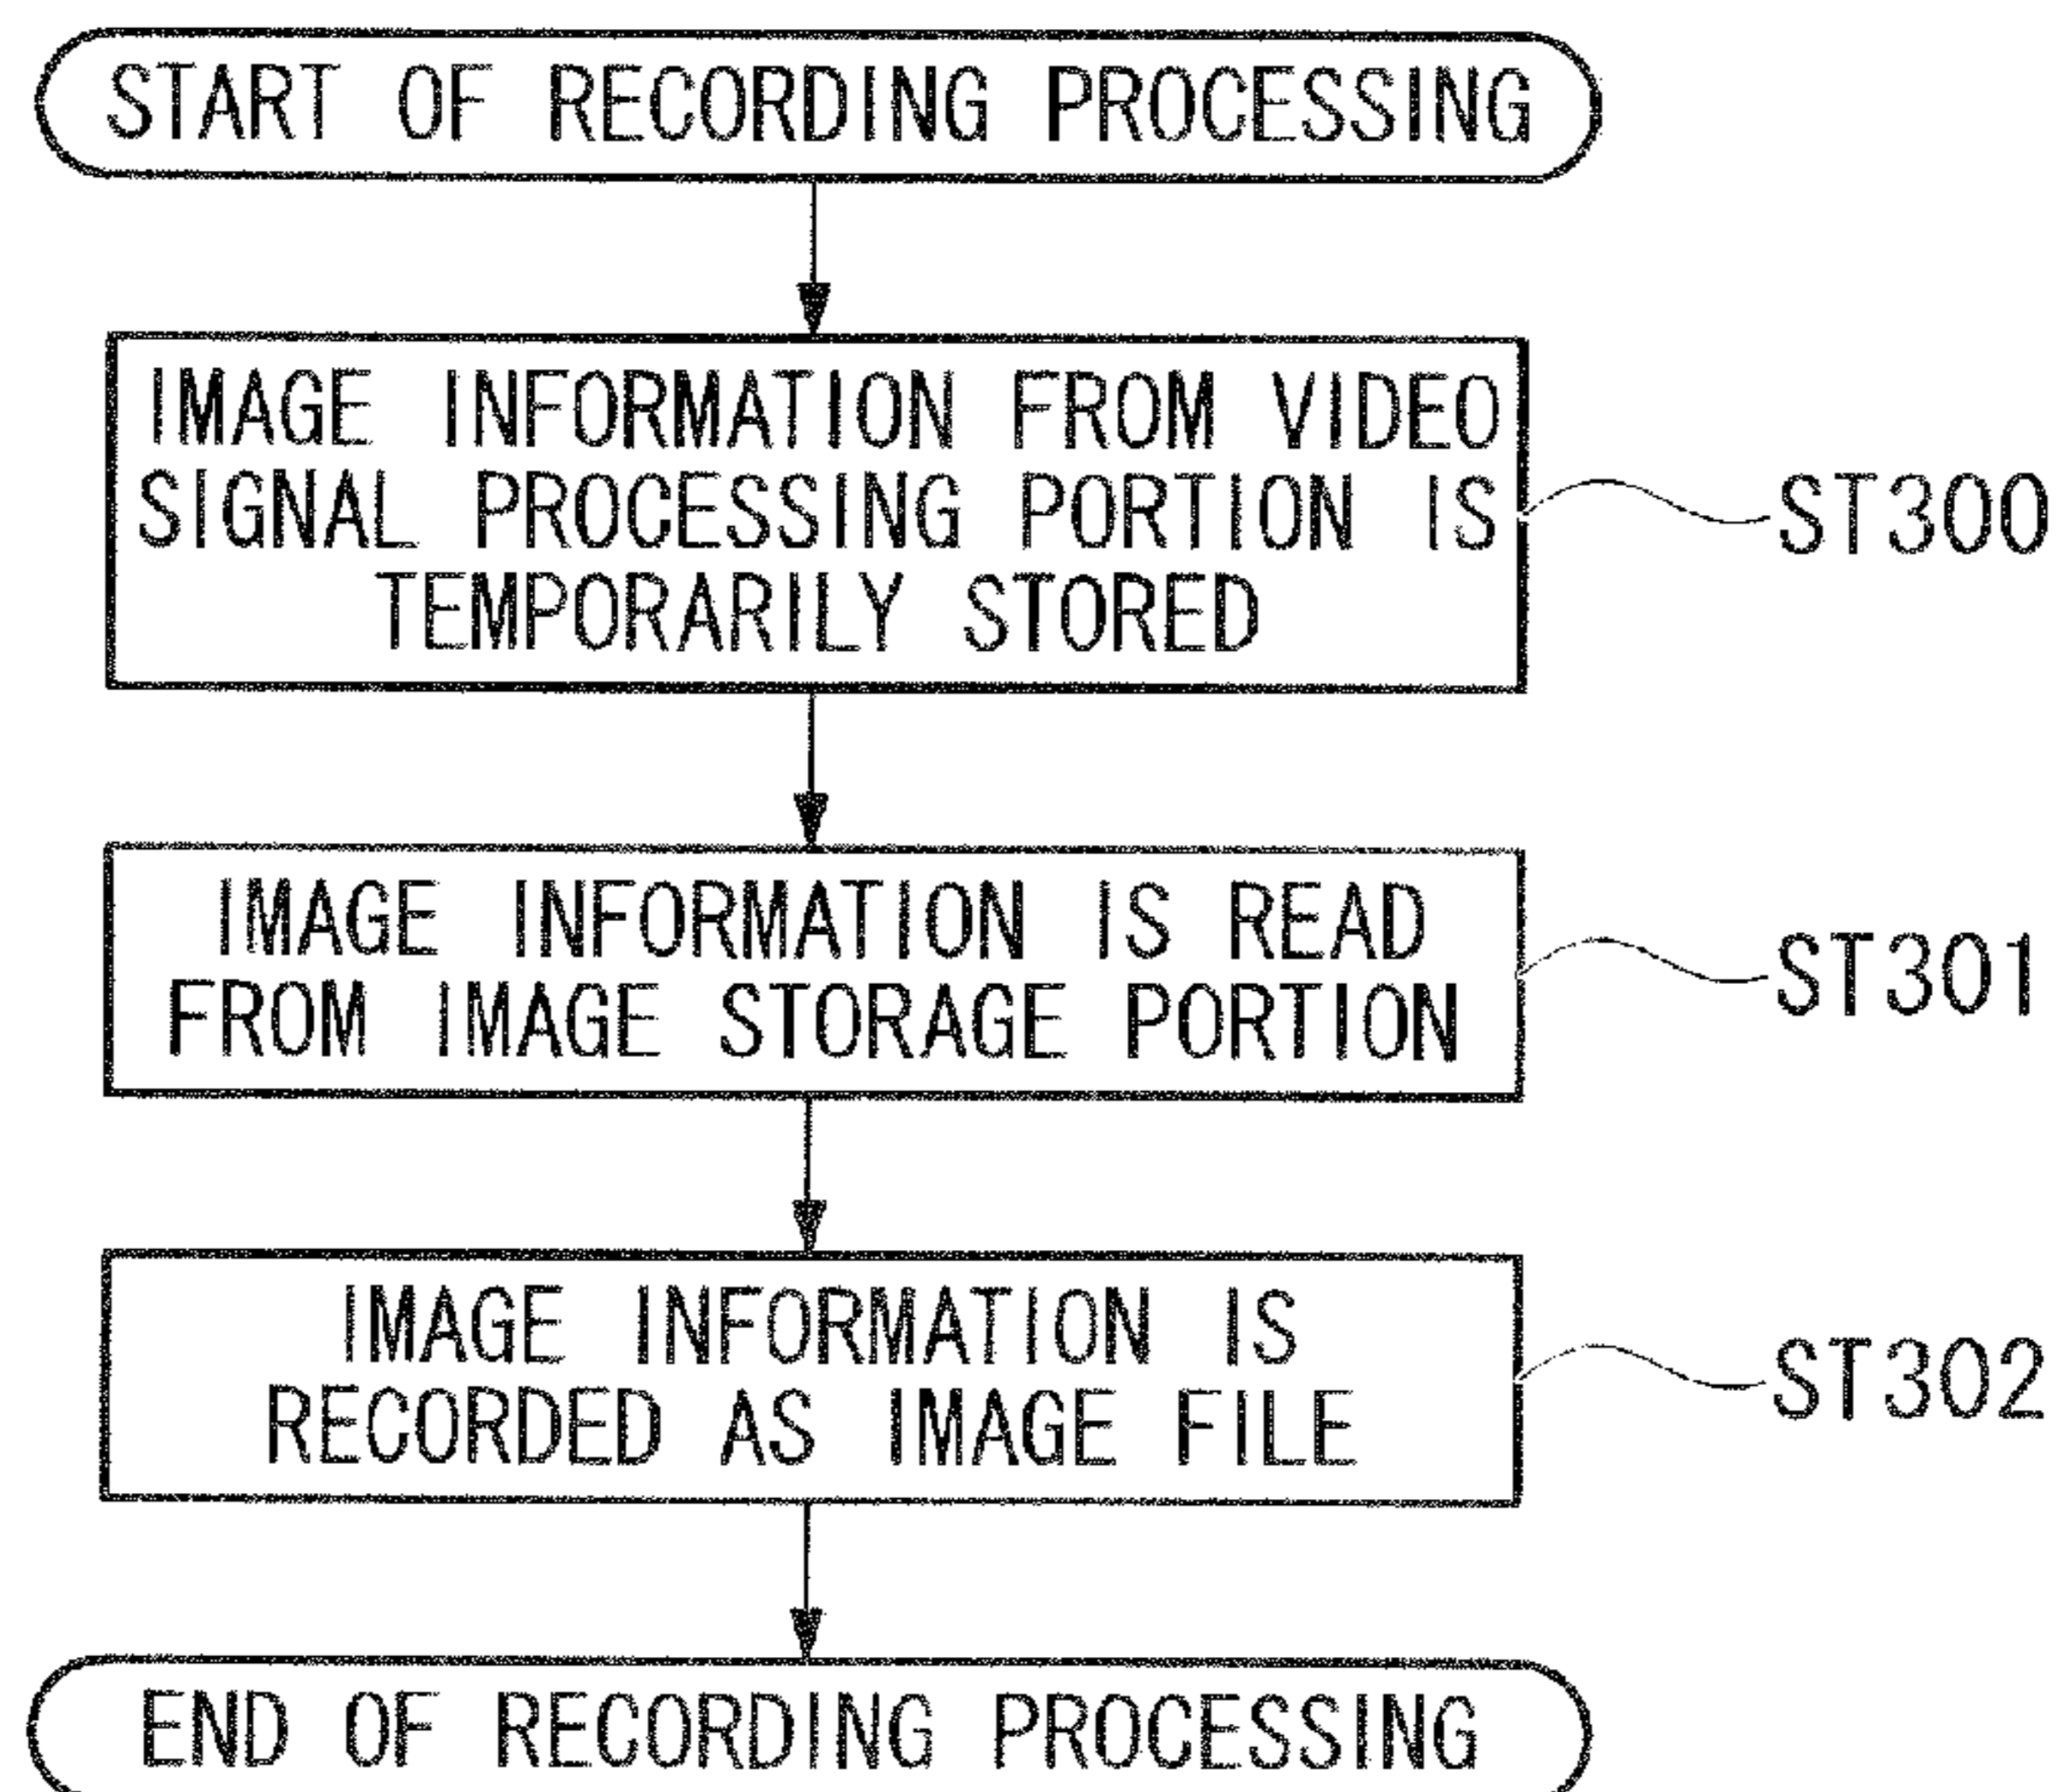 START OF RECORDING PROCESSING
IMAGE INFORMATION FROM VIDEO
SIGNAL PROCESSING PORTION IS
TEMPORARILY STORED
ST300
IMAGE INFORMATION IS READ
FROM IMAGE STORAGE PORTION
ST301
IMAGE INFORMATION IS
RECORDED AS IMAGE FILE
ST302
END OF RECORDING PROCESSING